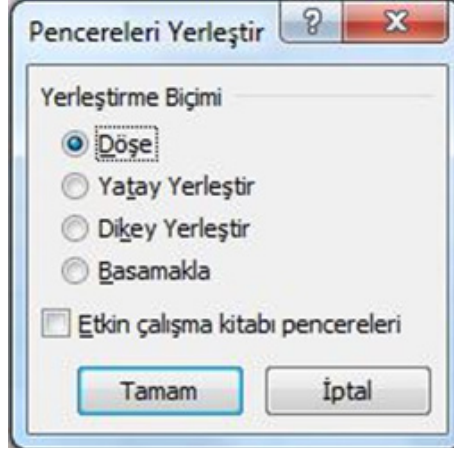 Pencereleri Yerleştir
Yerleştirme Biçimi
Döşe
Yatay Yerleştir
Dikey Yerleştir
Basamakla
Etkin çalışma kitabı pencereleri
Tamam İptal